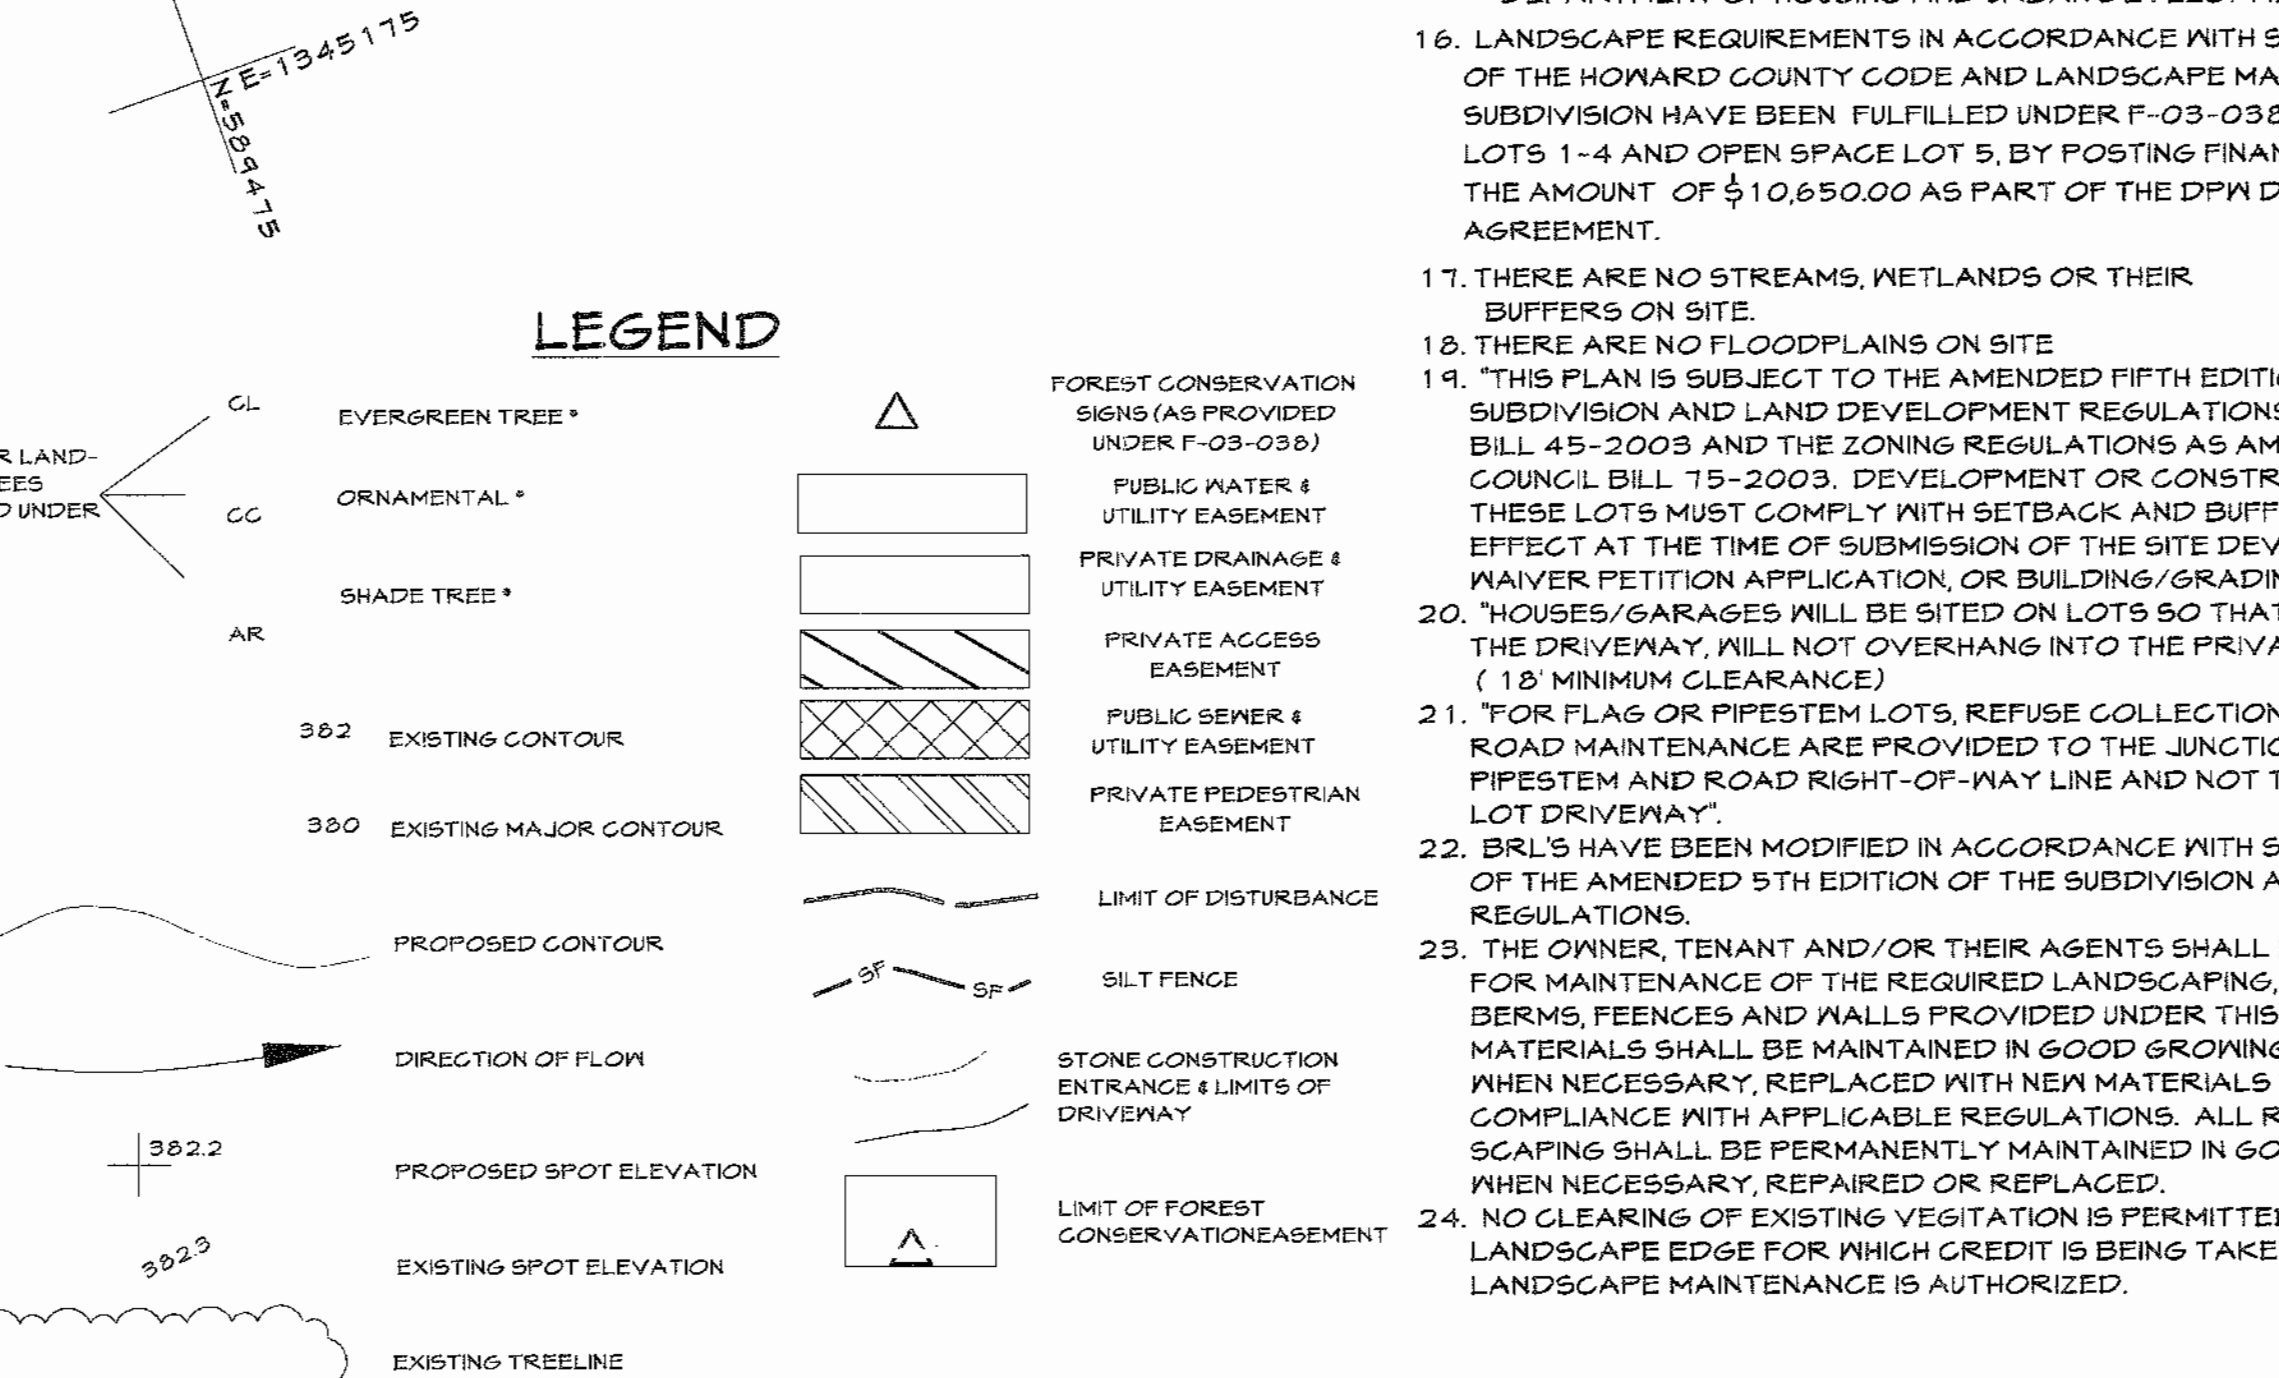 E=1345175
N=589475
LEGEND
CL
EVERGREEN TREE *
R LAND-
EES
D UNDER
CC
ORNAMENTAL *
SHADE TREE *
AR
382 EXISTING CONTOUR
380 EXISTING MAJOR CONTOUR
PROPOSED CONTOUR
DIRECTION OF FLOW
382.2
PROPOSED SPOT ELEVATION
382.3
EXISTING SPOT ELEVATION
EXISTING TREELINE
FOREST CONSERVATION
SIGNS (AS PROVIDED
UNDER F-03-038)
PUBLIC WATER &
UTILITY EASEMENT
PRIVATE DRAINAGE &
UTILITY EASEMENT
PRIVATE ACCESS
EASEMENT
PUBLIC SEWER &
UTILITY EASEMENT
PRIVATE PEDESTRIAN
EASEMENT
LIMIT OF DISTURBANCE
SF
SF
SILT FENCE
STONE CONSTRUCTION
ENTRANCE & LIMITS OF
DRIVEWAY
LIMIT OF FOREST
CONSERVATIONEASEMENT
16. LANDSCAPE REQUIREMENTS IN ACCORDANCE WITH S
OF THE HOWARD COUNTY CODE AND LANDSCAPE MA
SUBDIVISION HAVE BEEN FULFILLED UNDER F-03-038
LOTS 1-4 AND OPEN SPACE LOT 5, BY POSTING FINAN
THE AMOUNT OF $10,650.00 AS PART OF THE DPW D
AGREEMENT.
17. THERE ARE NO STREAMS, WETLANDS OR THEIR
BUFFERS ON SITE.
18. THERE ARE NO FLOODPLAINS ON SITE
19. "THIS PLAN IS SUBJECT TO THE AMENDED FIFTH EDITI
SUBDIVISION AND LAND DEVELOPMENT REGULATIONS
BILL 45-2003 AND THE ZONING REGULATIONS AS AM
COUNCIL BILL 75-2003. DEVELOPMENT OR CONSTR
THESE LOTS MUST COMPLY WITH SETBACK AND BUFF
EFFECT AT THE TIME OF SUBMISSION OF THE SITE DEV
WAIVER PETITION APPLICATION, OR BUILDING/GRADIN
20. "HOUSES/GARAGES WILL BE SITED ON LOTS SO THAT
THE DRIVEWAY, WILL NOT OVERHANG INTO THE PRIVA
( 18' MINIMUM CLEARANCE)
21. "FOR FLAG OR PIPESTEM LOTS, REFUSE COLLECTION
ROAD MAINTENANCE ARE PROVIDED TO THE JUNCTIO
PIPESTEM AND ROAD RIGHT-OF-WAY LINE AND NOT T
LOT DRIVEWAY".
22. BRL'S HAVE BEEN MODIFIED IN ACCORDANCE WITH S
OF THE AMENDED 5TH EDITION OF THE SUBDIVISION A
REGULATIONS.
23. THE OWNER, TENANT AND/OR THEIR AGENTS SHALL
FOR MAINTENANCE OF THE REQUIRED LANDSCAPING,
BERMS, FEENCES AND WALLS PROVIDED UNDER THIS
MATERIALS SHALL BE MAINTAINED IN GOOD GROWING
WHEN NECESSARY, REPLACED WITH NEW MATERIALS
COMPLIANCE WITH APPLICABLE REGULATIONS. ALL R
SCAPING SHALL BE PERMANENTLY MAINTAINED IN GO
WHEN NECESSARY, REPAIRED OR REPLACED.
24. NO CLEARING OF EXISTING VEGITATION IS PERMITTED
LANDSCAPE EDGE FOR WHICH CREDIT IS BEING TAKE
LANDSCAPE MAINTENANCE IS AUTHORIZED.